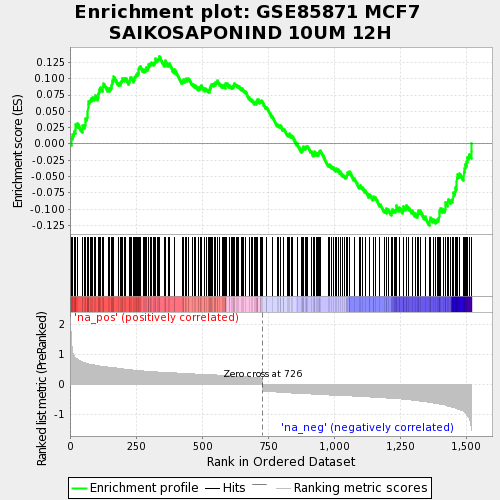 Enrichment plot: GSE85871 MCF7
SAIKOSAPONIND 10UM 12H
Enrichment score (ES)
0.125
0.100
0.075
0.050
0.025
0.000
-0.025
-0.050
-0.075
-0.100
-0.125
'na_pos' (positively correlated)
Ranked list metric (PreRanked)
2
1
0
-1
Zero cross at 726
'na_neg' (negatively correlated)
0
250
500
750
1,000
1,250
1,500
Rank in Ordered Dataset
Enrichment profile
Hits
Ranking metric scores